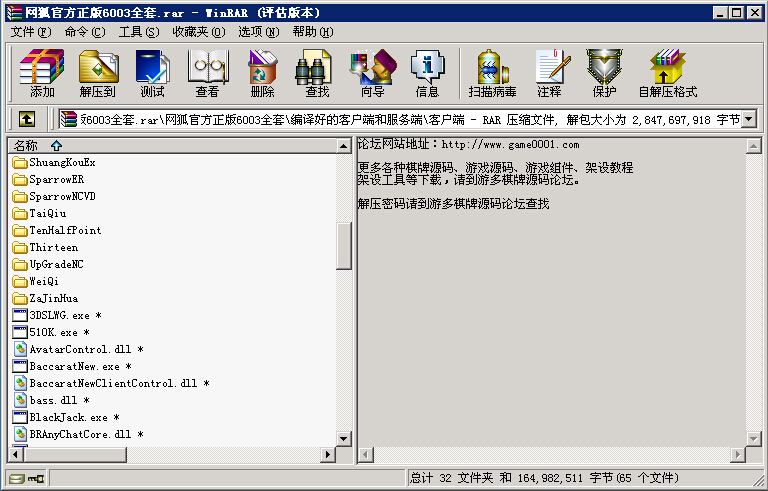 网狐官方正版6003全套.rar - WinRAR (评估版本)
文件(F) 命令(C) 工具(S) 收藏夹(O) 选项(N) 帮助(H)
添加 解压到 测试 查看 删除 查找 向导 信息 扫描病毒 注释 保护 自解压格式
6003全套.rar\网狐官方正版6003全套\编译好的客户端和服务端\客户端 - RAR 压缩文件, 解包大小为 2,847,697,918 字节
名称
ShuangKouEx
SparrowER
SparrowNCVD
TaiQiu
TenHalfPoint
Thirteen
UpGradeNC
WeiQi
ZaJinHua
3DSLWG.exe *
510K.exe *
AvatarControl.dll *
BaccaratNew.exe *
BaccaratNewClientControl.dll *
bass.dll *
BlackJack.exe *
BRAnyChatCore.dll *
论坛网站地址：http://www.game0001.com
更多各种棋牌源码、游戏源码、游戏组件、架设教程
架设工具等下载，请到游多棋牌源码论坛。
解压密码请到游多棋牌源码论坛查找
总计 32 文件夹 和 164,982,511 字节(65 个文件)